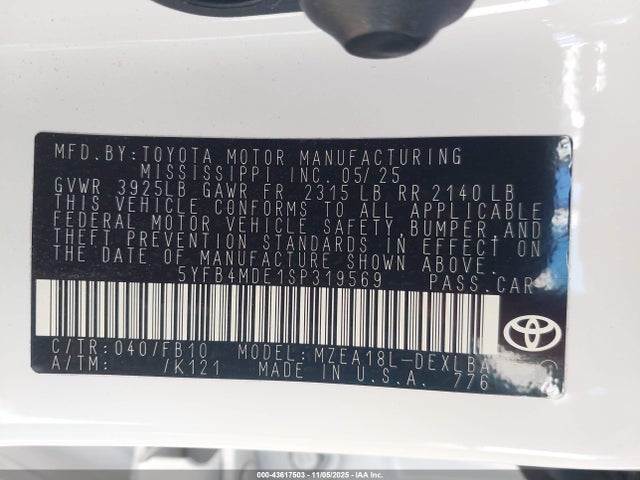 MFD.BY:TOYOTA MOTOR MANUFACTURING
MISSISSIPPI INC. 05/25
GVWR 3925LB GAWR FR 2315 LB RR 2140 LB
THIS VEHICLE CONFORMS TO ALL APPLICABLE
FEDERAL MOTOR VEHICLE SAFETY,BUMPER AND
THEFT PREVENTION STANDARDS IN EFFECT ON
THE DATE OF MANUFACTURE SHOWN ABOVE.
5YFB4MDE1SP319569 PASS.CAR
C/TR: 040/FB10 MODEL: MZEA18L-DEXLBA
A/TM: /K121 MADE IN U.S.A. 776
000-43617503 — 11/05/2025 — IAA Inc.